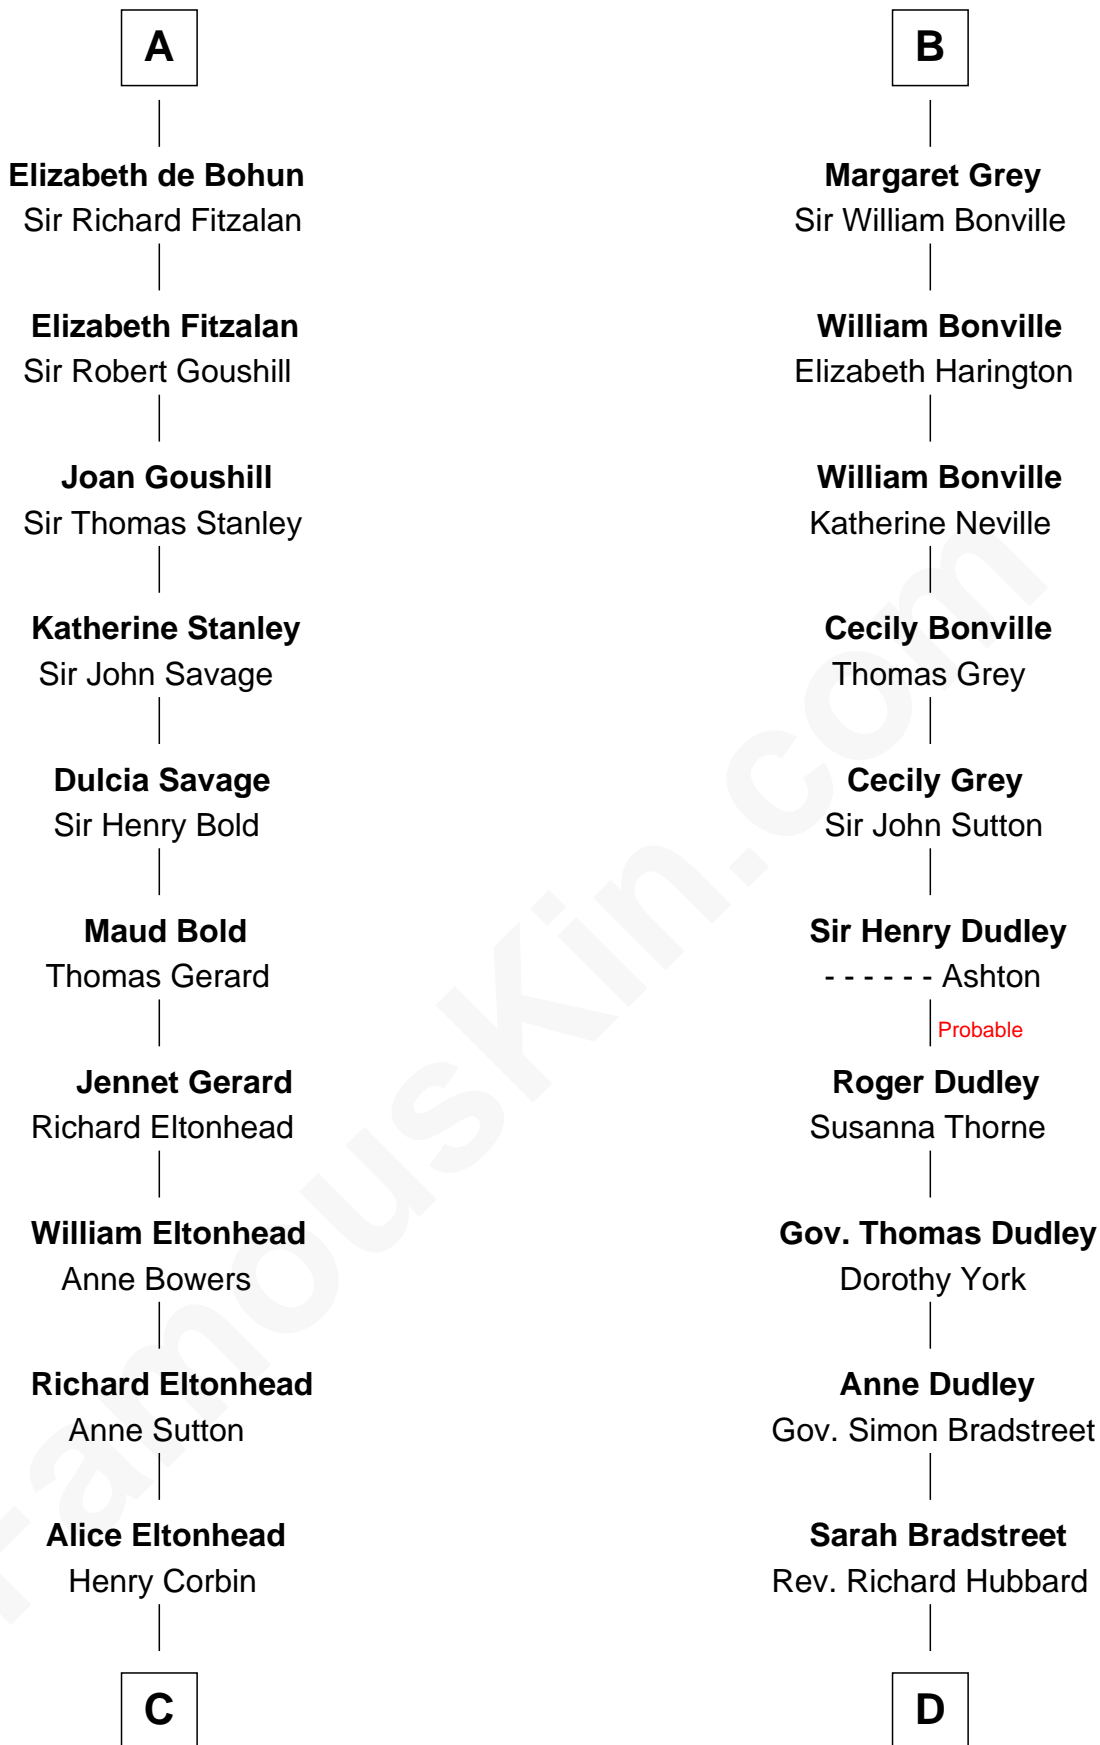 A
Elizabeth de Bohun
Sir Richard Fitzalan
Elizabeth Fitzalan
Sir Robert Goushill
Joan Goushill
Sir Thomas Stanley
Katherine Stanley
Sir John Savage
Dulcia Savage
Sir Henry Bold
Maud Bold
Thomas Gerard
Jennet Gerard
Richard Eltonhead
William Eltonhead
Anne Bowers
Richard Eltonhead
Anne Sutton
Alice Eltonhead
Henry Corbin
C
B
Margaret Grey
Sir William Bonville
William Bonville
Elizabeth Harington
William Bonville
Katherine Neville
Cecily Bonville
Thomas Grey
Cecily Grey
Sir John Sutton
Sir Henry Dudley
- - - - - - Ashton
Probable
Roger Dudley
Susanna Thorne
Gov. Thomas Dudley
Dorothy York
Anne Dudley
Gov. Simon Bradstreet
Sarah Bradstreet
Rev. Richard Hubbard
D
FamousKin.com